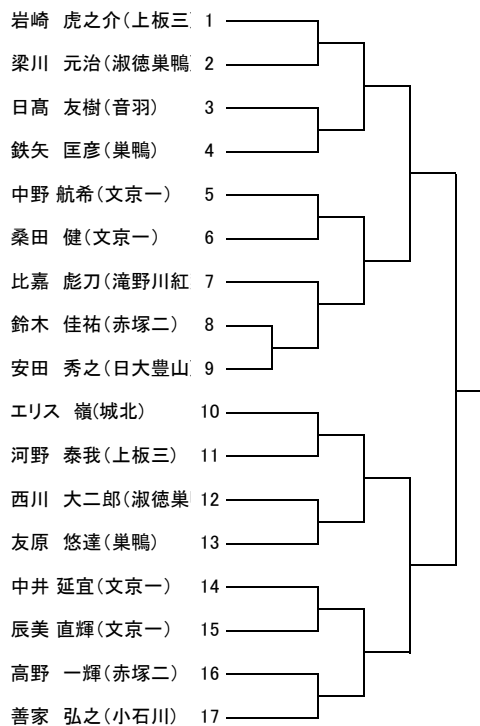 岩崎 虎之介(上板三 1
梁川 元治(淑徳巣鴨 2
日髙 友樹(音羽) 3
鉄矢 匡彦(巣鴨) 4
中野 航希(文京一) 5
桑田 健(文京一) 6
比嘉 彪刀(滝野川紅 7
鈴木 佳祐(赤塚二) 8
安田 秀之(日大豊山 9
エリス 嶺(城北) 10
河野 泰我(上板三) 11
西川 大二郎(淑徳巣 12
友原 悠達(巣鴨) 13
中井 延宜(文京一) 14
辰美 直輝(文京一) 15
高野 一輝(赤塚二) 16
善家 弘之(小石川) 17